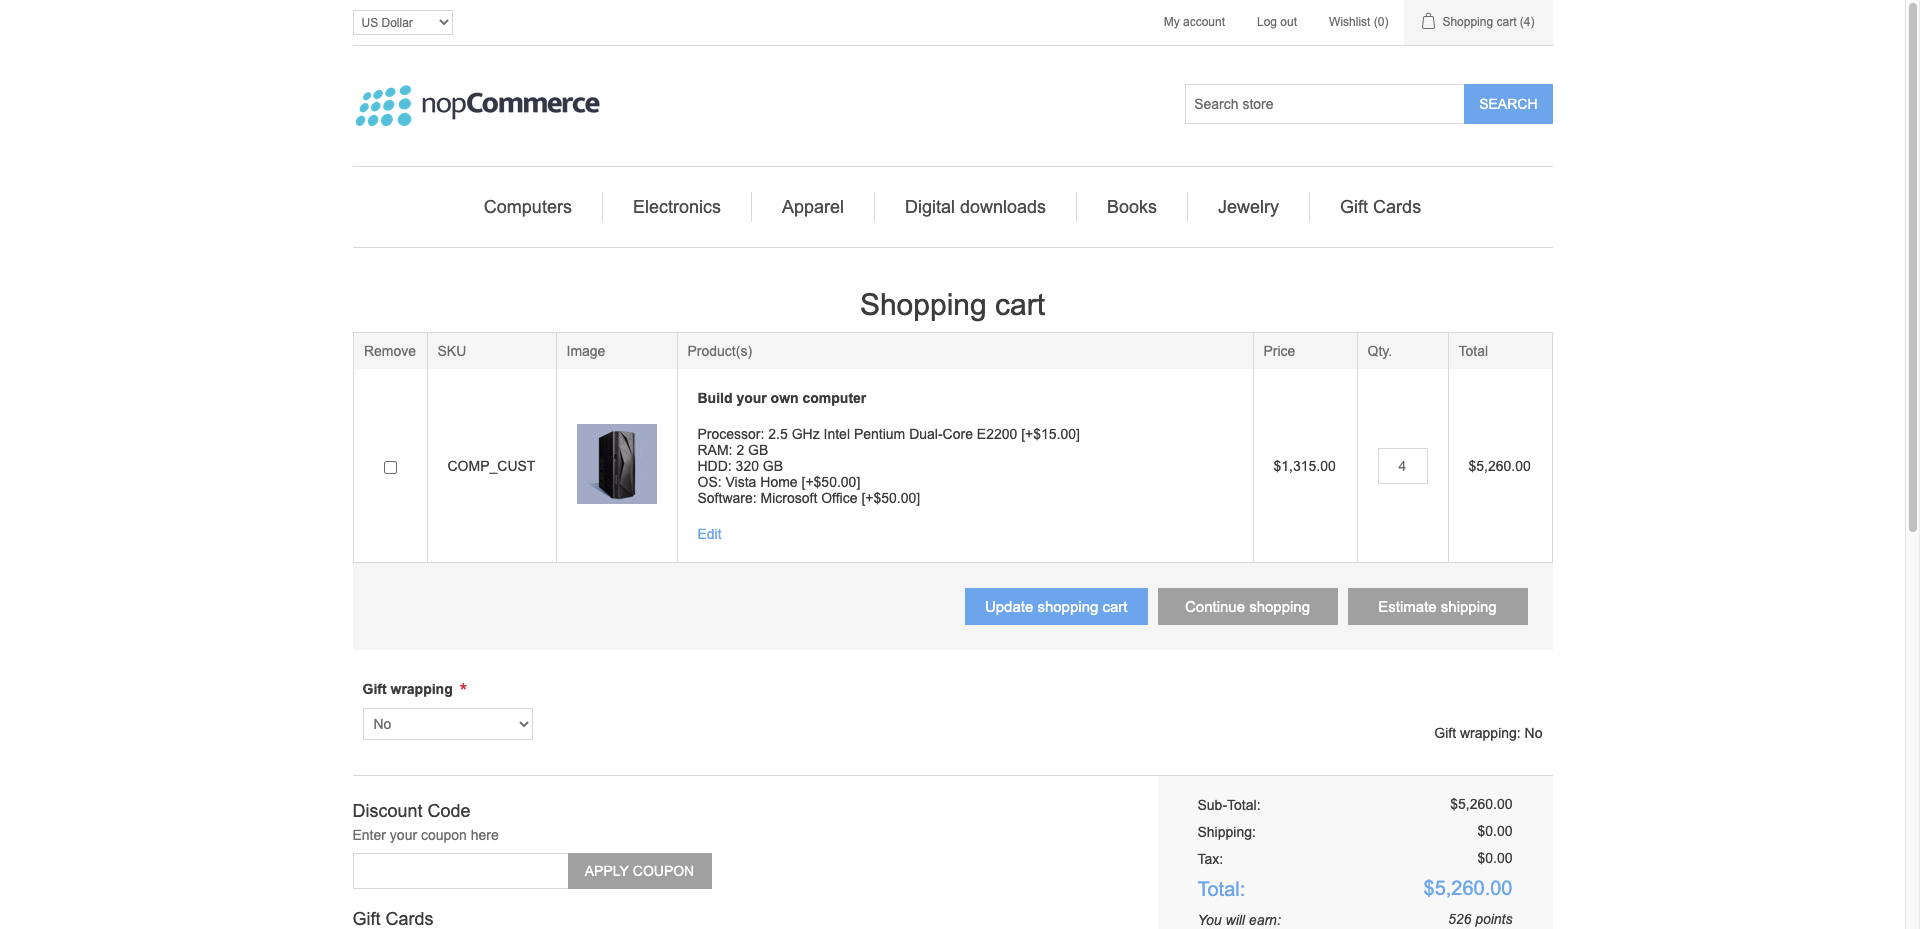 US Dollar
My account
Log out
Wishlist (0)
Shopping cart (4)
nopCommerce
Search store
SEARCH
Computers
Electronics
Apparel
Digital downloads
Books
Jewelry
Gift Cards
Shopping cart
Remove
SKU
Image
Product(s)
Price
Qty.
Total
COMP_CUST
Build your own computer
Processor: 2.5 GHz Intel Pentium Dual-Core E2200 [+$15.00]
RAM: 2 GB
HDD: 320 GB
OS: Vista Home [+$50.00]
Software: Microsoft Office [+$50.00]
Edit
$1,315.00
4
$5,260.00
Update shopping cart
Continue shopping
Estimate shipping
Gift wrapping *
No
Gift wrapping: No
Discount Code
Enter your coupon here
APPLY COUPON
Gift Cards
Sub-Total: $5,260.00
Shipping: $0.00
Tax: $0.00
Total: $5,260.00
You will earn: 526 points